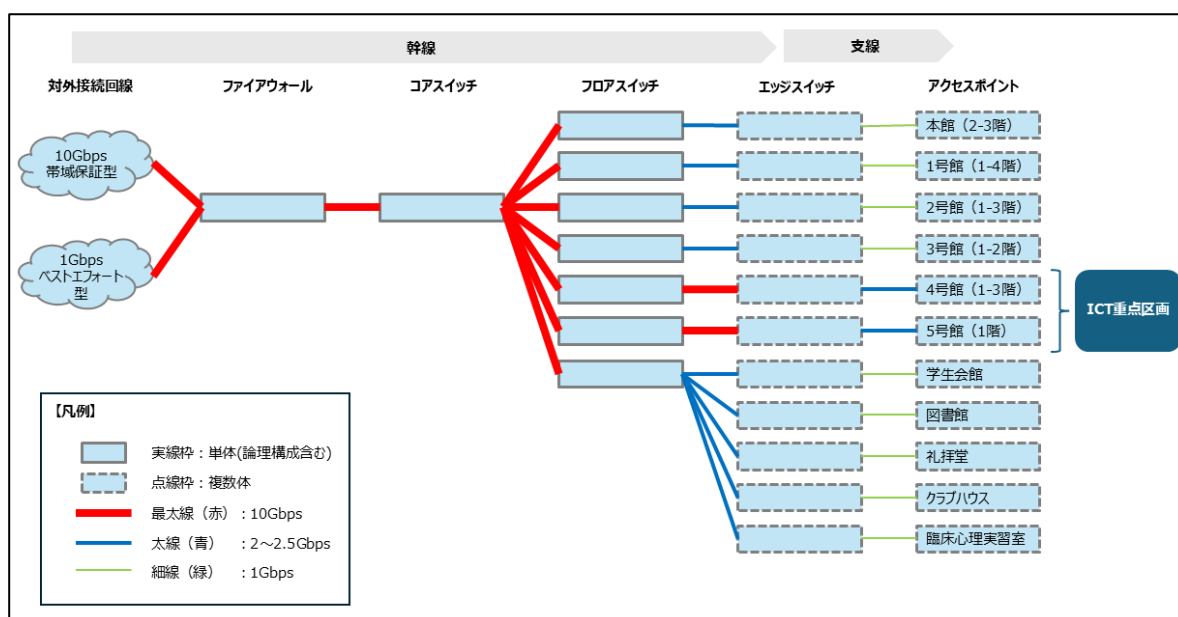 幹線
支線
対外接続回線
ファイアウォール
コアスイッチ
フロアスイッチ
エッジスイッチ
アクセスポイント
10Gbps
帯域保証型
1Gbps
ベストエフォート
型
本館（2-3階）
1号館（1-4階）
2号館（1-3階）
3号館（1-2階）
4号館（1-3階）
5号館（1階）
ICT重点区画
学生会館
図書館
礼拝堂
クラブハウス
臨床心理実習室
【凡例】
実線枠：単体(論理構成含む)
点線枠：複数体
最太線（赤）：10Gbps
太線（青）：2～2.5Gbps
細線（緑）：1Gbps